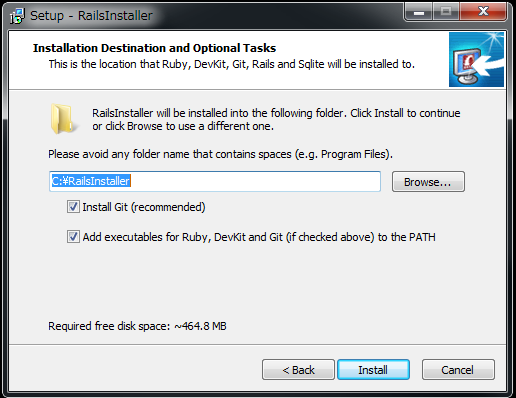 Setup - RailsInstaller
Installation Destination and Optional Tasks
This is the location that Ruby, DevKit, Git, Rails and Sqlite will be installed to.
RailsInstaller will be installed into the following folder. Click Install to continue
or click Browse to use a different one.
Please avoid any folder name that contains spaces (e.g. Program Files).
C:¥RailsInstaller
Browse...
Install Git (recommended)
Add executables for Ruby, DevKit and Git (if checked above) to the PATH
Required free disk space: ~464.8 MB
< Back
Install
Cancel